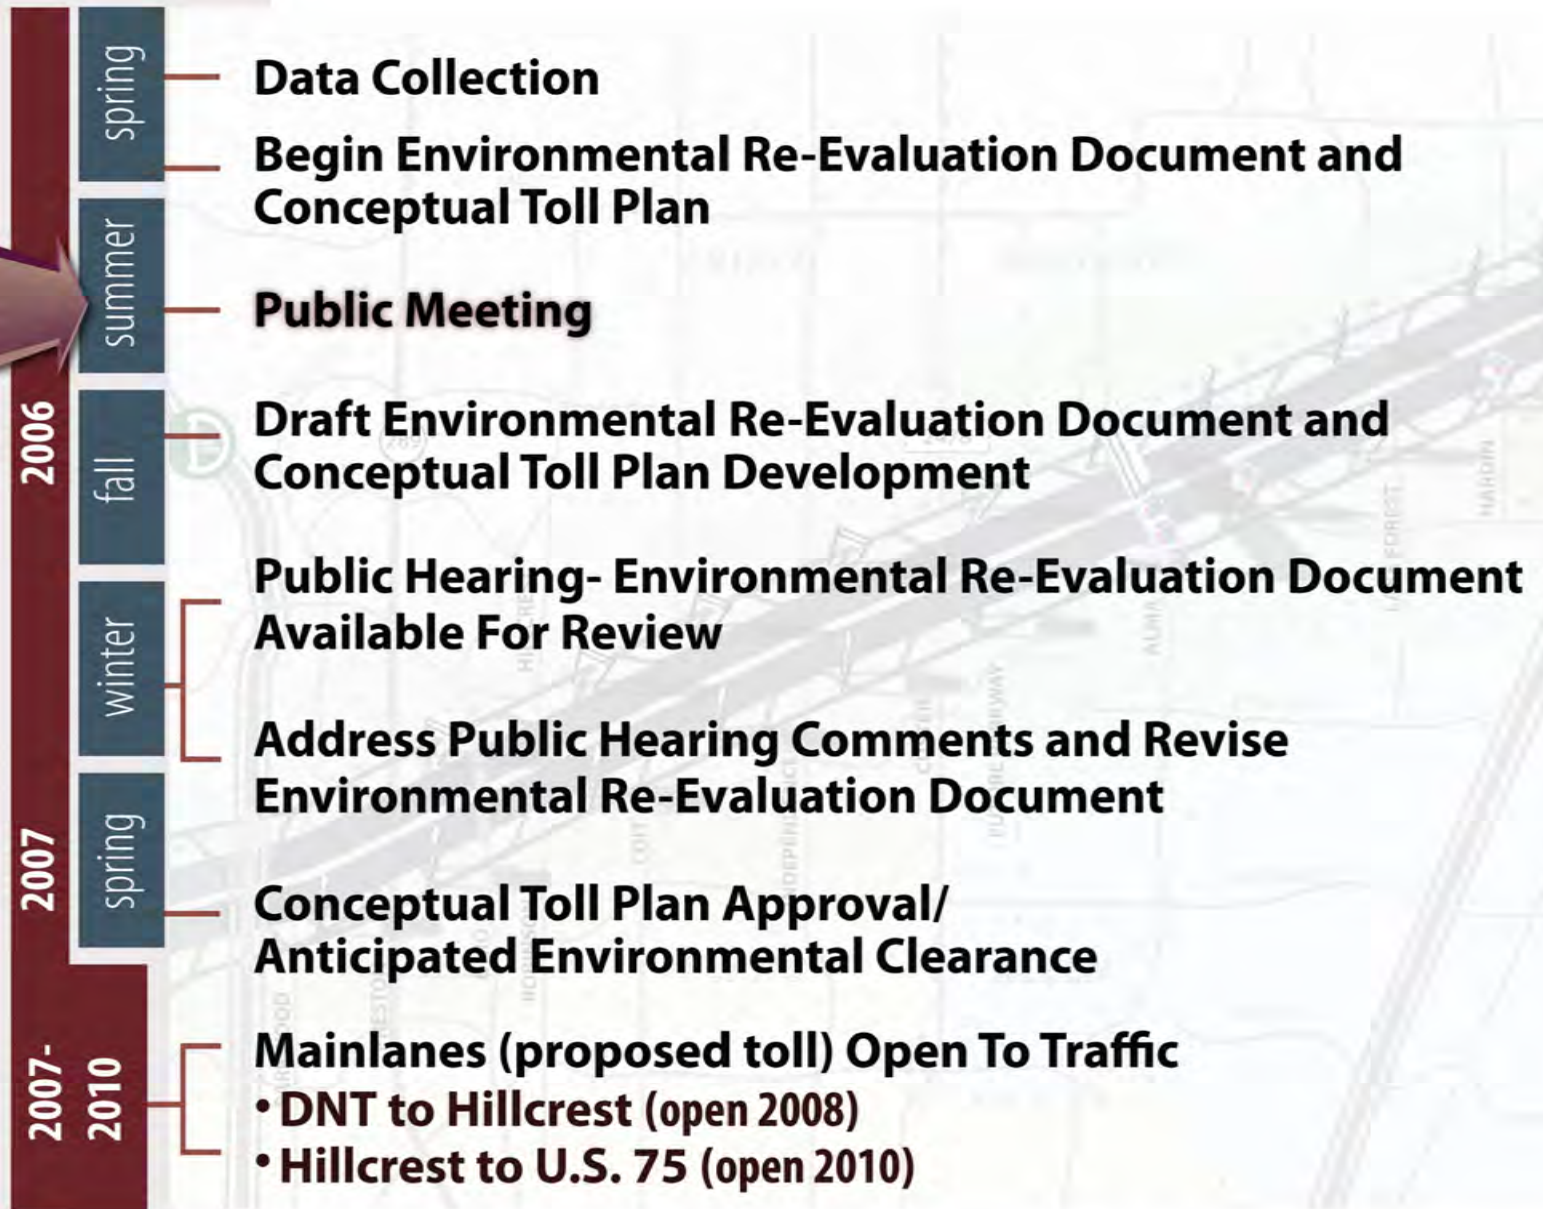 spring
Data Collection
Begin Environmental Re-Evaluation Document and
Conceptual Toll Plan
summer
Public Meeting
2006
fall
Draft Environmental Re-Evaluation Document and
Conceptual Toll Plan Development
winter
Public Hearing- Environmental Re-Evaluation Document
Available For Review
Address Public Hearing Comments and Revise
Environmental Re-Evaluation Document
2007
spring
Conceptual Toll Plan Approval/
Anticipated Environmental Clearance
2007-
2010
Mainlanes (proposed toll) Open To Traffic
• DNT to Hillcrest (open 2008)
• Hillcrest to U.S. 75 (open 2010)
289
HARDIN